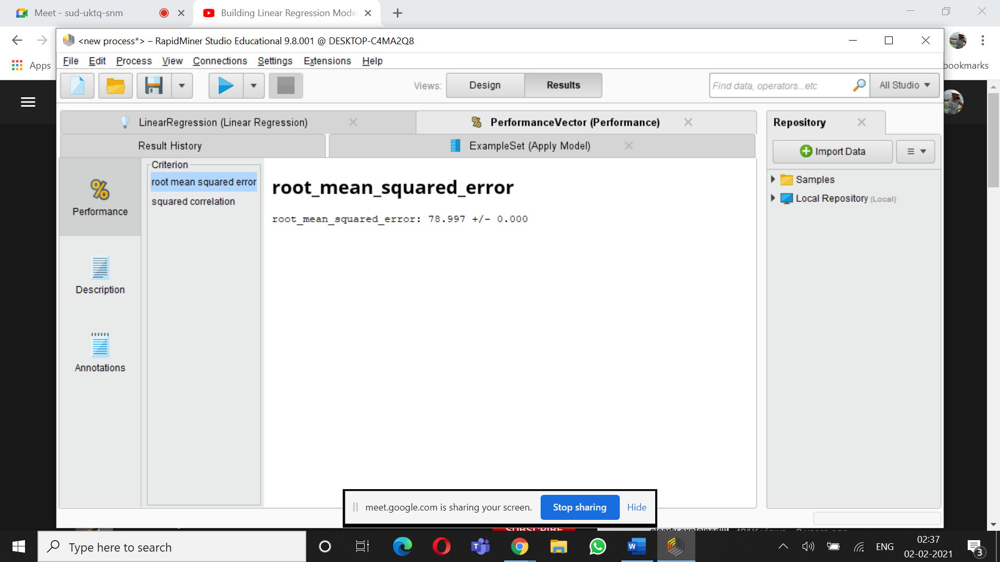 Meet - sud-uktq-snm
Building Linear Regression Mode
<new process*> – RapidMiner Studio Educational 9.8.001 @ DESKTOP-C4MA2Q8
File Edit Process View Connections Settings Extensions Help
Apps
bookmarks
Views:
Design
Results
Find data, operators...etc
All Studio
LinearRegression (Linear Regression)
PerformanceVector (Performance)
Result History
ExampleSet (Apply Model)
Repository
Import Data
Samples
Local Repository (Local)
Performance
Description
Annotations
Criterion
root mean squared error
squared correlation
root_mean_squared_error
root_mean_squared_error: 78.997 +/- 0.000
meet.google.com is sharing your screen.
Stop sharing
Hide
SUBSCRIBE
Type here to search
ENG
02:37
02-02-2021
3